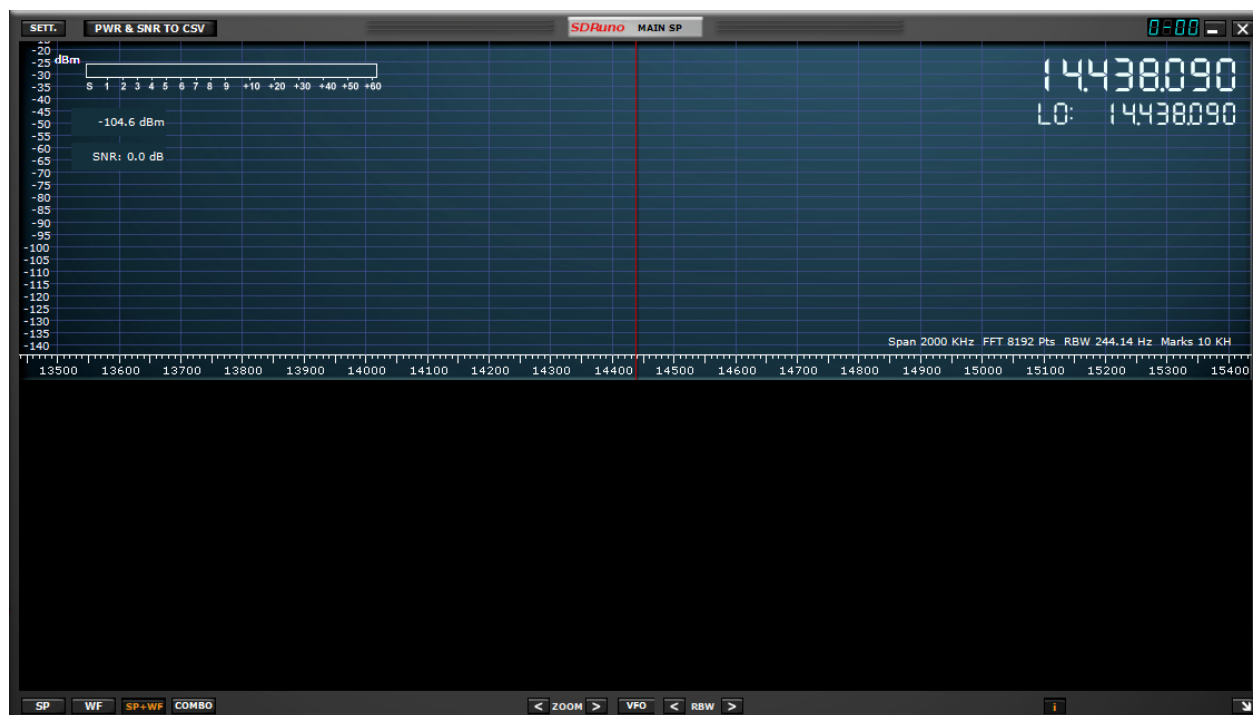 SETT. PWR & SNR TO CSV SDRuno MAIN SP 0-00
-20
-25 dBm
-30
-35 S 1 2 3 4 5 6 7 8 9 +10 +20 +30 +40 +50 +60
-40
14.438.090
-45
-50 -104.6 dBm
LO: 14.438.090
-55
-60
-65 SNR: 0.0 dB
-70
-75
-80
-85
-90
-95
-100
-105
-110
-115
-120
-125
-130
-135
-140
Span 2000 KHz FFT 8192 Pts RBW 244.14 Hz Marks 10 KH
13500 13600 13700 13800 13900 14000 14100 14200 14300 14400 14500 14600 14700 14800 14900 15000 15100 15200 15300 15400
SP WF SP+WF COMBO < ZOOM > VFO < RBW > i